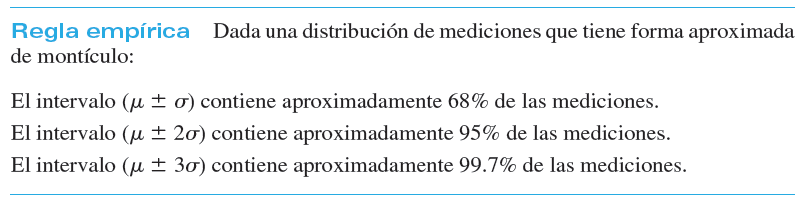 Regla empírica Dada una distribución de mediciones que tiene forma aproximada
de montículo:
El intervalo (μ ± σ) contiene aproximadamente 68% de las mediciones.
El intervalo (μ ± 2σ) contiene aproximadamente 95% de las mediciones.
El intervalo (μ ± 3σ) contiene aproximadamente 99.7% de las mediciones.